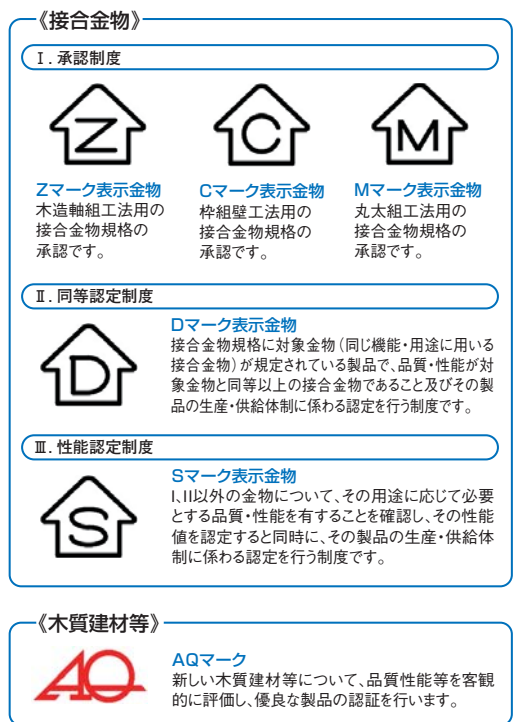 《接合金物》
Ⅰ. 承認制度
Z
C
M
Zマーク表示金物
木造軸組工法用の
接合金物規格の
承認です。
Cマーク表示金物
枠組壁工法用の
接合金物規格の
承認です。
Mマーク表示金物
丸太組工法用の
接合金物規格の
承認です。
Ⅱ. 同等認定制度
D
Dマーク表示金物
接合金物規格に対象金物（同じ機能・用途に用いる
接合金物）が規定されている製品で、品質・性能が対
象金物と同等以上の接合金物であること及びその製
品の生産・供給体制に係わる認定を行う制度です。
Ⅲ. 性能認定制度
S
Sマーク表示金物
I、II以外の金物について、その用途に応じて必要
とする品質・性能を有することを確認し、その性能
値を認定すると同時に、その製品の生産・供給体
制に係わる認定を行う制度です。
《木質建材等》
AQ
AQマーク
新しい木質建材等について、品質性能等を客観
的に評価し、優良な製品の認証を行います。